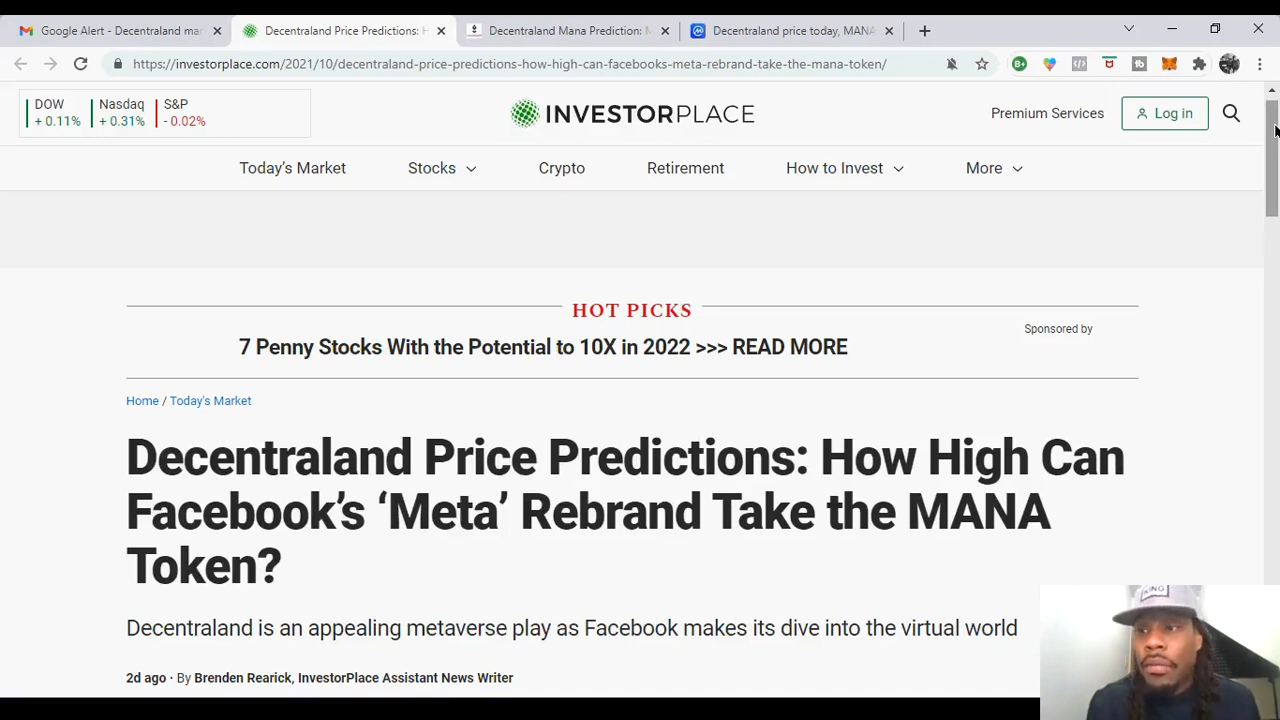 Google Alert - Decentraland mar
Decentraland Price Predictions: H
Decentraland Mana Prediction: M
Decentraland price today, MANA
https://investorplace.com/2021/10/decentraland-price-predictions-how-high-can-facebooks-meta-rebrand-take-the-mana-token/
DOW
+ 0.11%
Nasdaq
+ 0.31%
S&P
- 0.02%
INVESTORPLACE
Premium Services
Log in
Today's Market
Stocks
Crypto
Retirement
How to Invest
More
HOT PICKS
Sponsored by
7 Penny Stocks With the Potential to 10X in 2022 >>> READ MORE
Home / Today's Market
Decentraland Price Predictions: How High Can
Facebook's ‘Meta’ Rebrand Take the MANA
Token?
Decentraland is an appealing metaverse play as Facebook makes its dive into the virtual world
2d ago · By Brenden Rearick, InvestorPlace Assistant News Writer